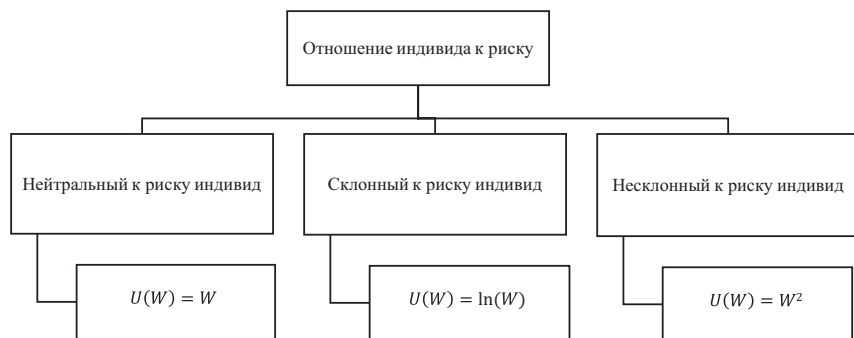 Отношение индивида к риску
Нейтральный к риску индивид
Склонный к риску индивид
Несклонный к риску индивид
U(W) = W
U(W) = ln(W)
U(W) = W²